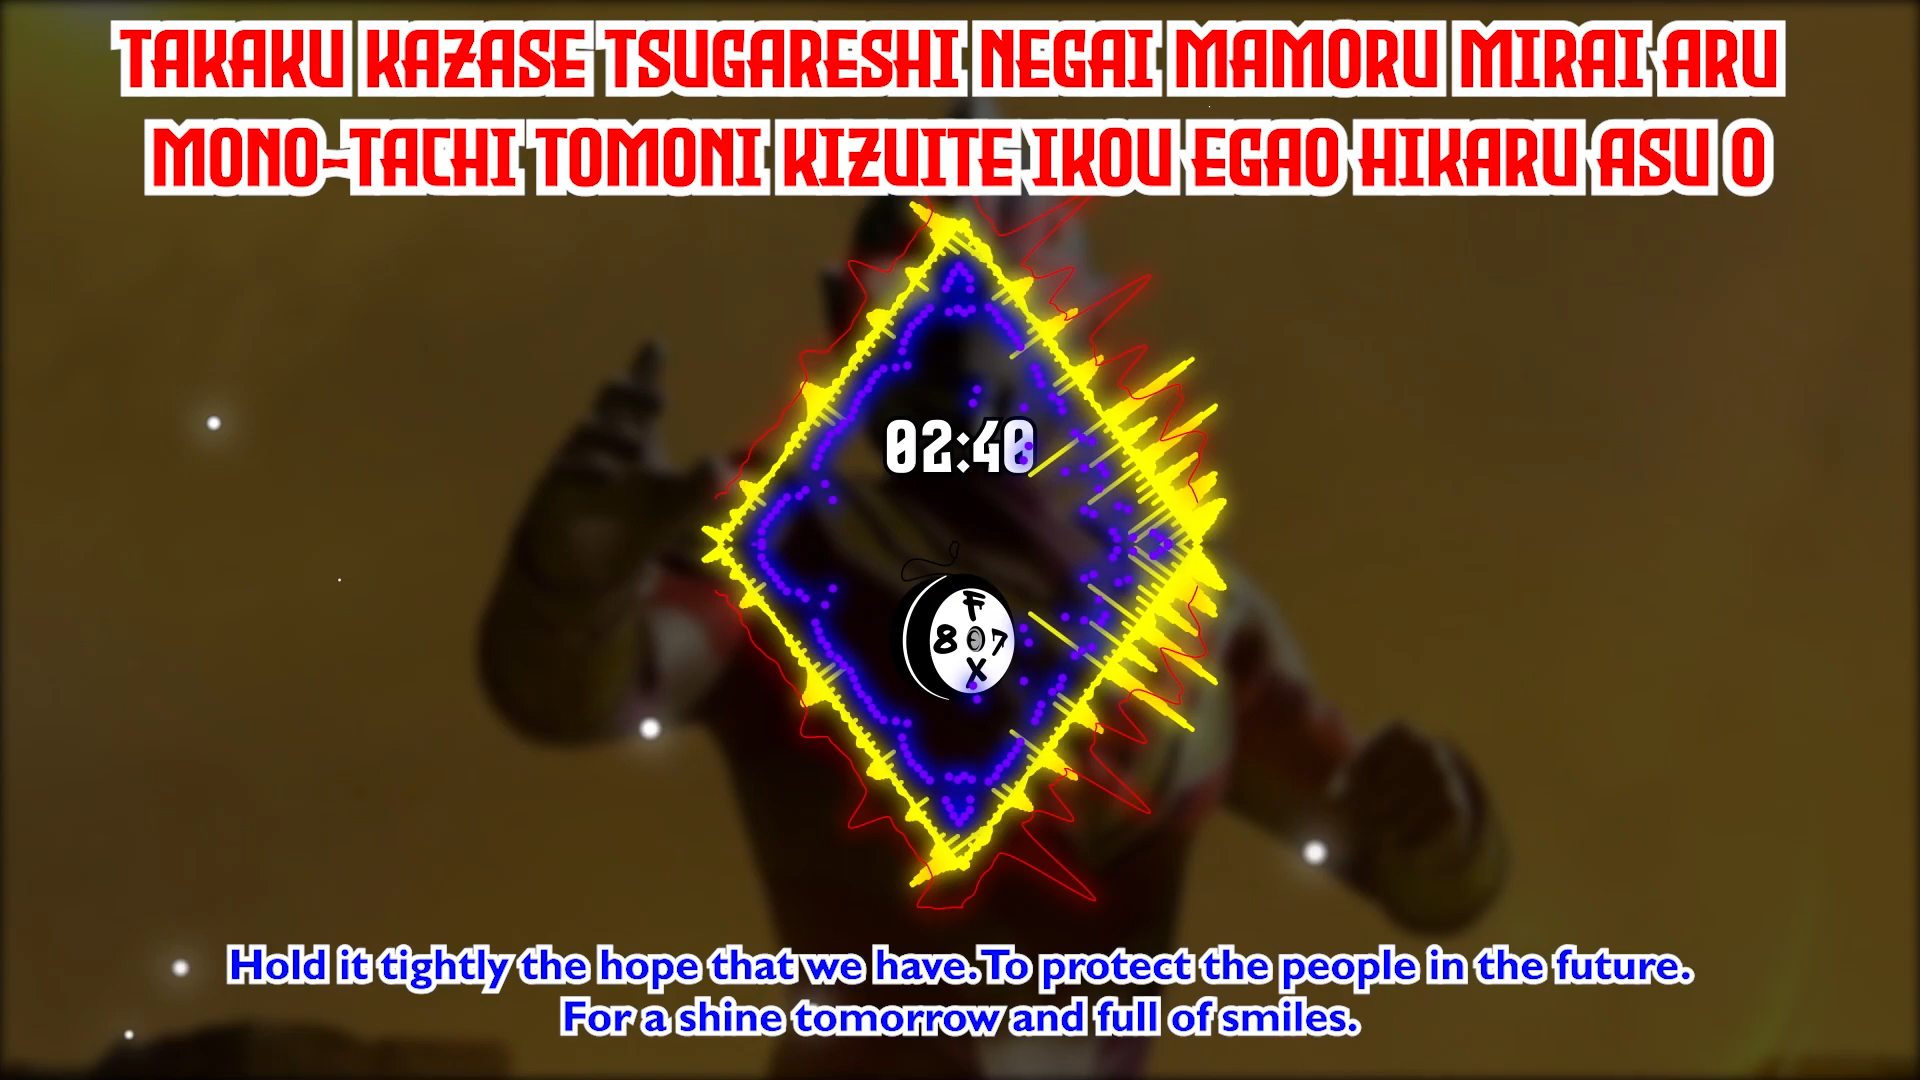 TAKAKU KAZASE TSUGARESHI NEGAI MAMORU MIRAI ARU
MONO-TACHI TOMONI KIZUITE IKOU EGAO HIKARU ASU O
02:40
F
8 7
X
Hold it tightly the hope that we have. To protect the people in the future.
For a shine tomorrow and full of smiles.